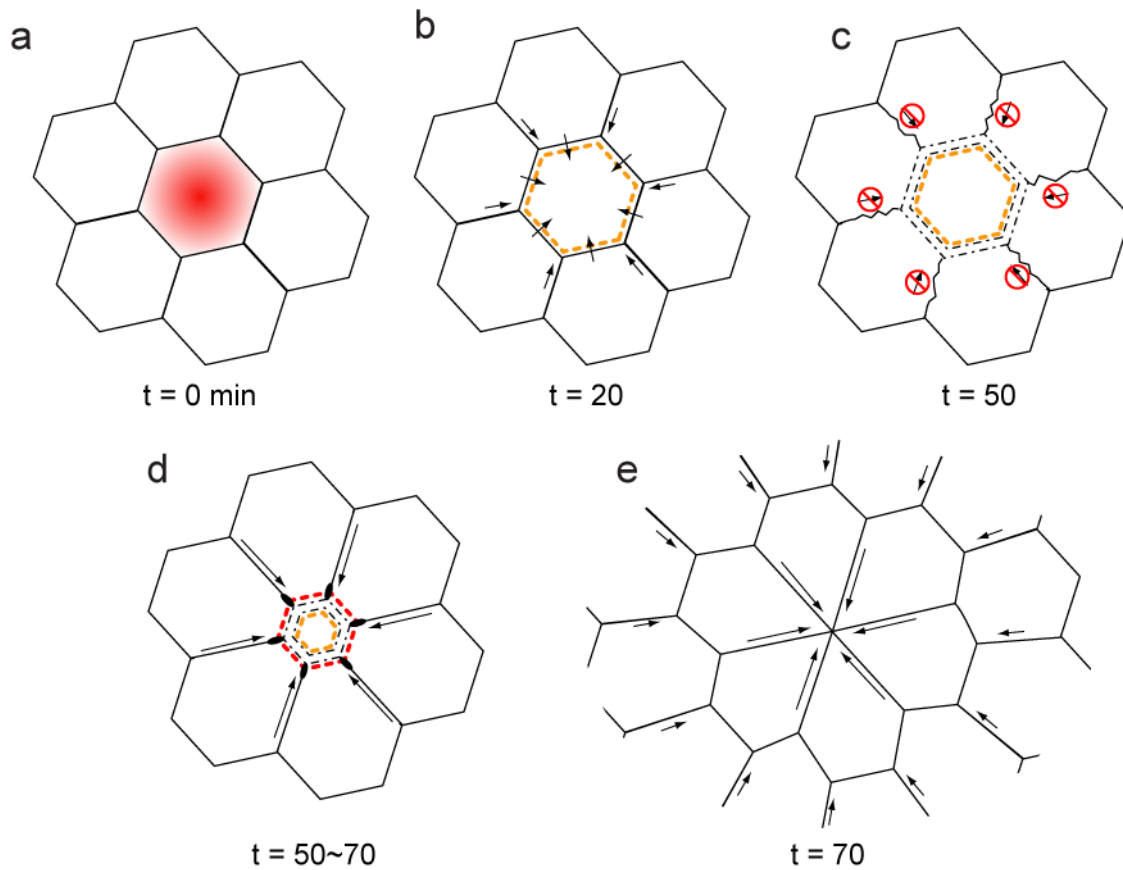 a
b
c
t = 0 min
t = 20
t = 50
d
e
t = 50~70
t = 70